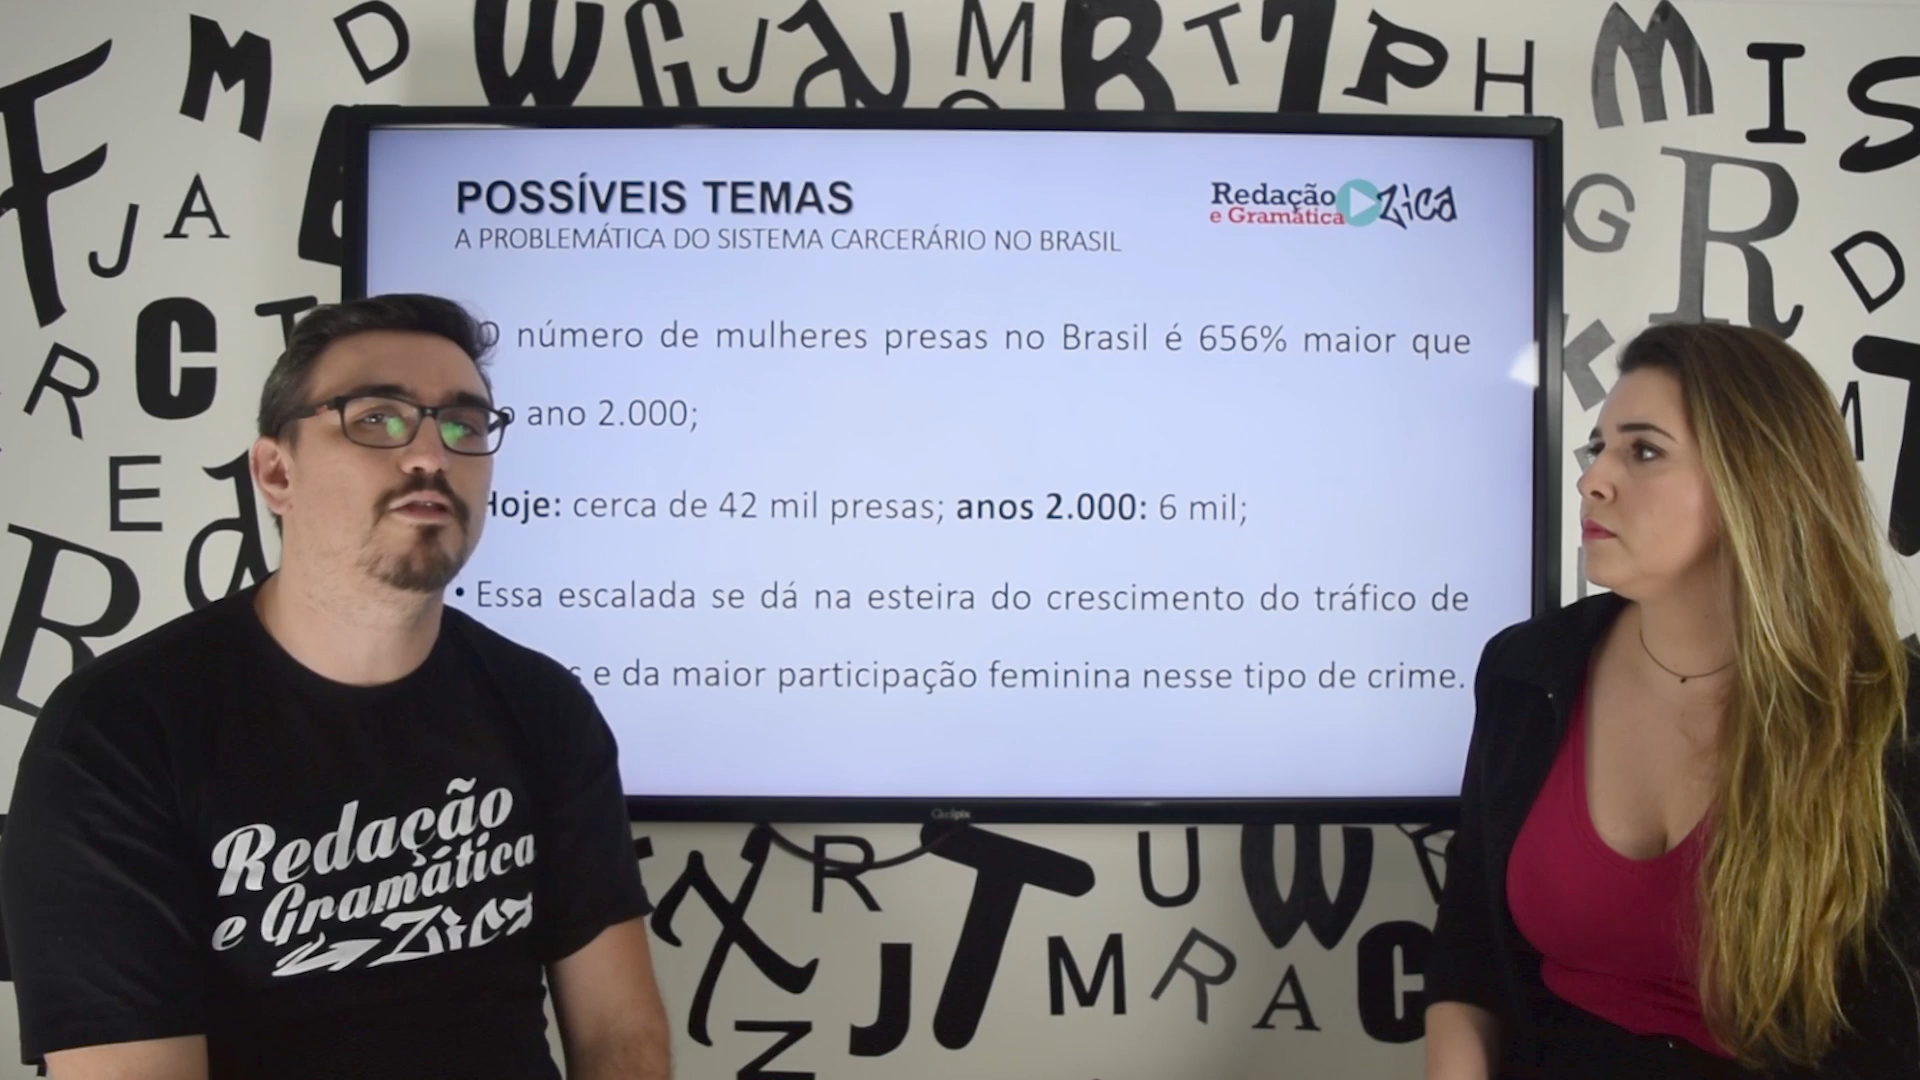 POSSÍVEIS TEMAS
A PROBLEMÁTICA DO SISTEMA CARCERÁRIO NO BRASIL
Redação
e Gramática
Zica
O número de mulheres presas no Brasil é 656% maior que
ano 2.000;
Hoje: cerca de 42 mil presas; anos 2.000: 6 mil;
• Essa escalada se dá na esteira do crescimento do tráfico de
e da maior participação feminina nesse tipo de crime.
Redação
e Gramática
Zica